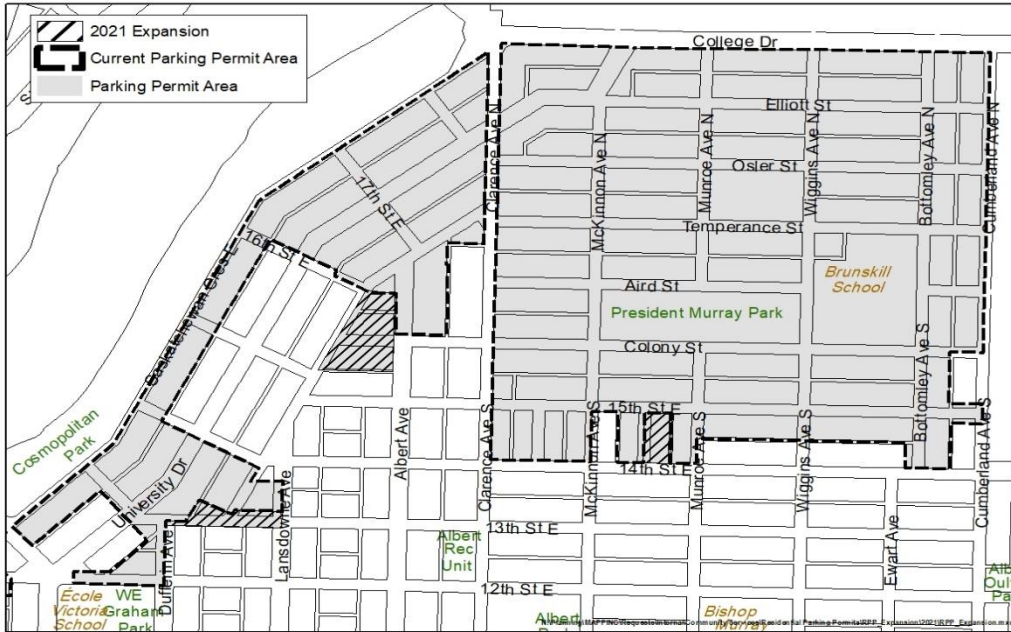 2021 Expansion
Current Parking Permit Area
Parking Permit Area
College Dr
Elliott St
Osler St
Temperance St
Aird St
Colony St
15th St E
14th St E
13th St E
12th St E
17th St E
16th St E
Clarence Ave N
McKinnon Ave N
Munroe Ave N
Wiggins Ave N
Bottomley Ave N
Cumberland Ave N
Brunskill
School
President Murray Park
Saskatchewan Cres E
Cosmopolitan
Park
University Dr
Lansdowne Ave
Albert Ave
Clarence Ave S
McKinnon Ave S
Munroe Ave S
Wiggins Ave S
Bottomley Ave S
Cumberland Ave S
Dufferin Ave
Ewart Ave
Albert
Rec
Unit
École
Victoria
School
WE
Graham
Park
Albert
Bishop
Murray